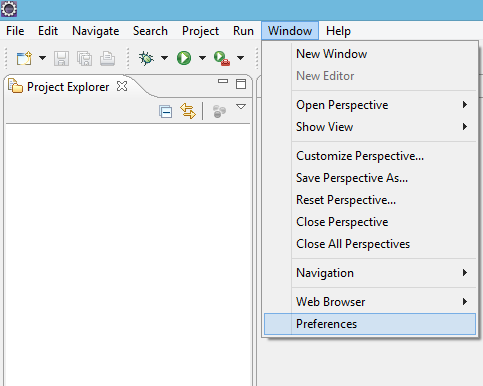 File Edit Navigate Search Project Run Window Help
Project Explorer
New Window
New Editor
Open Perspective
Show View
Customize Perspective...
Save Perspective As...
Reset Perspective...
Close Perspective
Close All Perspectives
Navigation
Web Browser
Preferences